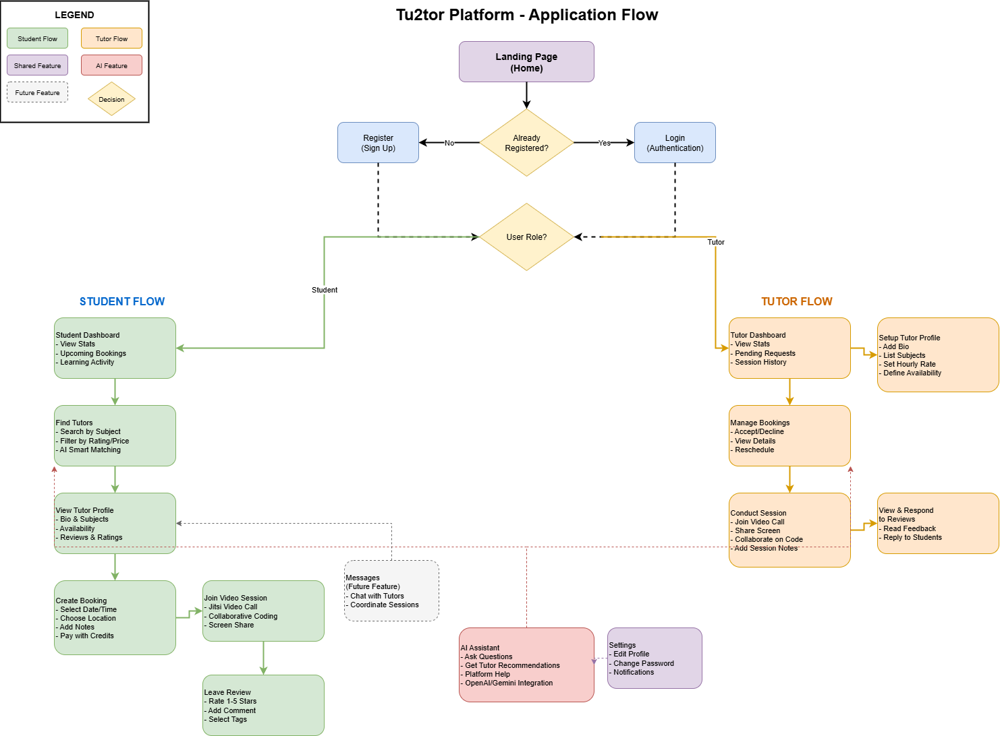 LEGEND
Student Flow
Tutor Flow
Shared Feature
AI Feature
Future Feature
Decision
Tu2tor Platform - Application Flow
Landing Page
(Home)
Register
(Sign Up)
No
Already
Registered?
Yes
Login
(Authentication)
User Role?
Tutor
Student
STUDENT FLOW
TUTOR FLOW
Student Dashboard
- View Stats
- Upcoming Bookings
- Learning Activity
Tutor Dashboard
- View Stats
- Pending Requests
- Session History
Setup Tutor Profile
- Add Bio
- List Subjects
- Set Hourly Rate
- Define Availability
Find Tutors
- Search by Subject
- Filter by Rating/Price
- AI Smart Matching
Manage Bookings
- Accept/Decline
- View Details
- Reschedule
View Tutor Profile
- Bio & Subjects
- Availability
- Reviews & Ratings
Conduct Session
- Join Video Call
- Share Screen
- Collaborate on Code
- Add Session Notes
View & Respond
to Reviews
- Read Feedback
- Reply to Students
Messages
(Future Feature)
- Chat with Tutors
- Coordinate Sessions
Create Booking
- Select Date/Time
- Choose Location
- Add Notes
- Pay with Credits
Join Video Session
- Jitsi Video Call
- Collaborative Coding
- Screen Share
AI Assistant
- Ask Questions
- Get Tutor Recommendations
- Platform Help
- OpenAI/Gemini Integration
Settings
- Edit Profile
- Change Password
- Notifications
Leave Review
- Rate 1-5 Stars
- Add Comment
- Select Tags